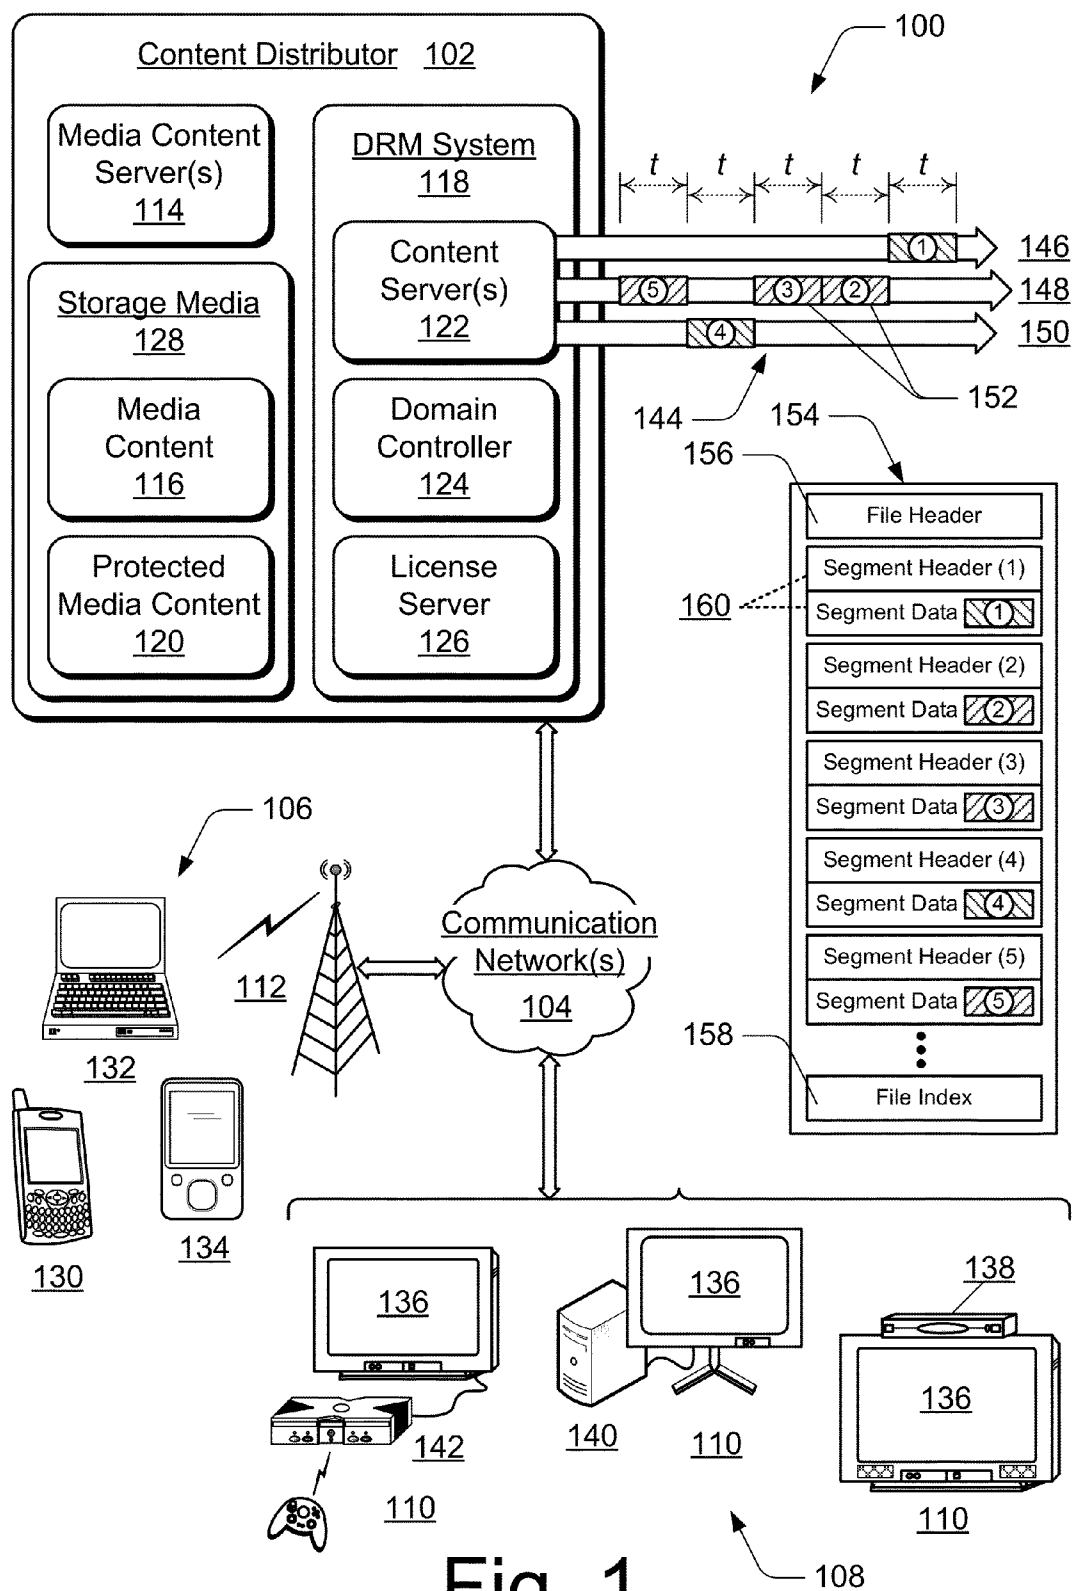 100
Content Distributor 102
Media Content
Server(s)
114
DRM System
118
Content
Server(s)
122
Storage Media
128
Media
Content
116
Domain
Controller
124
Protected
Media Content
120
License
Server
126
t t t t t
1
146
5 3 2
148
4
150
144
152
154
156
File Header
Segment Header (1)
160
Segment Data 1
Segment Header (2)
Segment Data 2
Segment Header (3)
Segment Data 3
Segment Header (4)
Segment Data 4
Segment Header (5)
Segment Data 5
158
File Index
106
112
Communication
Network(s)
104
132
130
134
136
142
110
136
140
110
138
136
110
108
Fig. 1